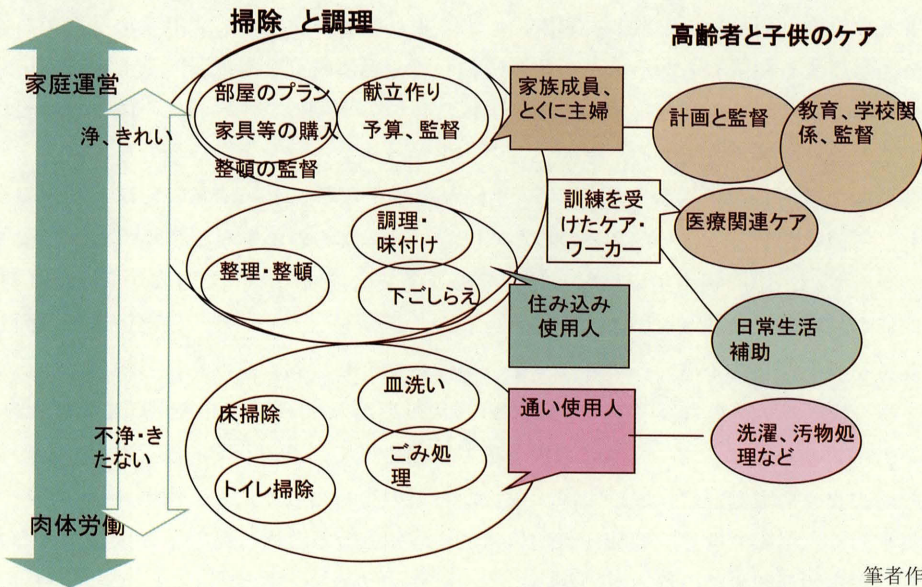 掃除 と調理
高齢者と子供のケア
家庭運営
浄、きれい
部屋のプラン
家具等の購入
整頓の監督
献立作り
予算、監督
家族成員、
とくに主婦
計画と監督
教育、学校関
係、監督
訓練を受
けたケア・
ワーカー
医療関連ケア
調理・
味付け
整理・整頓
下ごしらえ
住み込み
使用人
日常生活
補助
皿洗い
床掃除
通い使用人
ごみ処
理
トイレ掃除
洗濯、汚物処
理など
不浄・き
たない
肉体労働
筆者作